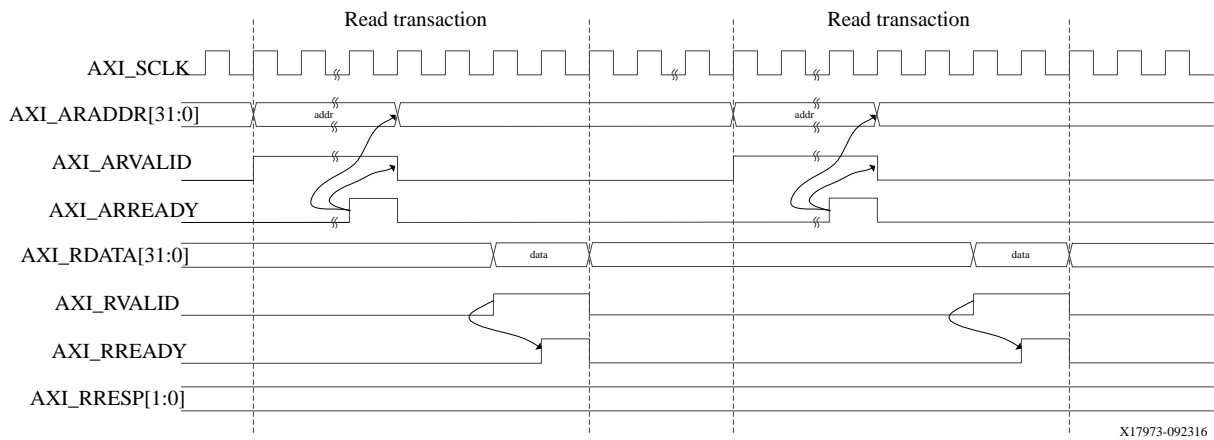 Read transaction
Read transaction
AXI_SCLK
AXI_ARADDR[31:0]
addr
addr
AXI_ARVALID
AXI_ARREADY
AXI_RDATA[31:0]
data
data
AXI_RVALID
AXI_RREADY
AXI_RRESP[1:0]
X17973-092316